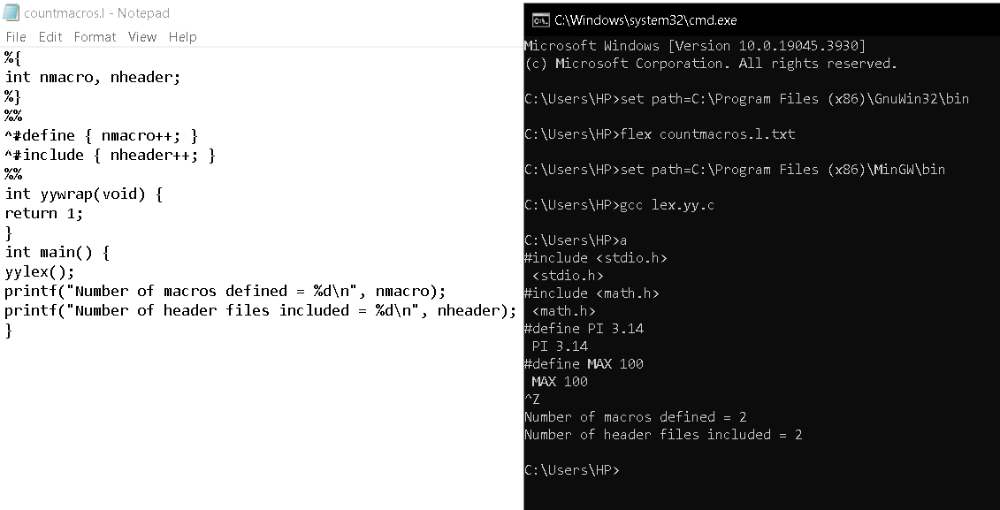 countmacros.l - Notepad
File Edit Format View Help
%{
int nmacro, nheader;
%}
%%
^#define { nmacro++; }
^#include { nheader++; }
%%
int yywrap(void) {
return 1;
}
int main() {
yylex();
printf("Number of macros defined = %d\n", nmacro);
printf("Number of header files included = %d\n", nheader);
}
C:\Windows\system32\cmd.exe
Microsoft Windows [Version 10.0.19045.3930]
(c) Microsoft Corporation. All rights reserved.
C:\Users\HP>set path=C:\Program Files (x86)\GnuWin32\bin
C:\Users\HP>flex countmacros.l.txt
C:\Users\HP>set path=C:\Program Files (x86)\MinGW\bin
C:\Users\HP>gcc lex.yy.c
C:\Users\HP>a
#include <stdio.h>
 <stdio.h>
#include <math.h>
 <math.h>
#define PI 3.14
 PI 3.14
#define MAX 100
 MAX 100
^Z
Number of macros defined = 2
Number of header files included = 2
C:\Users\HP>